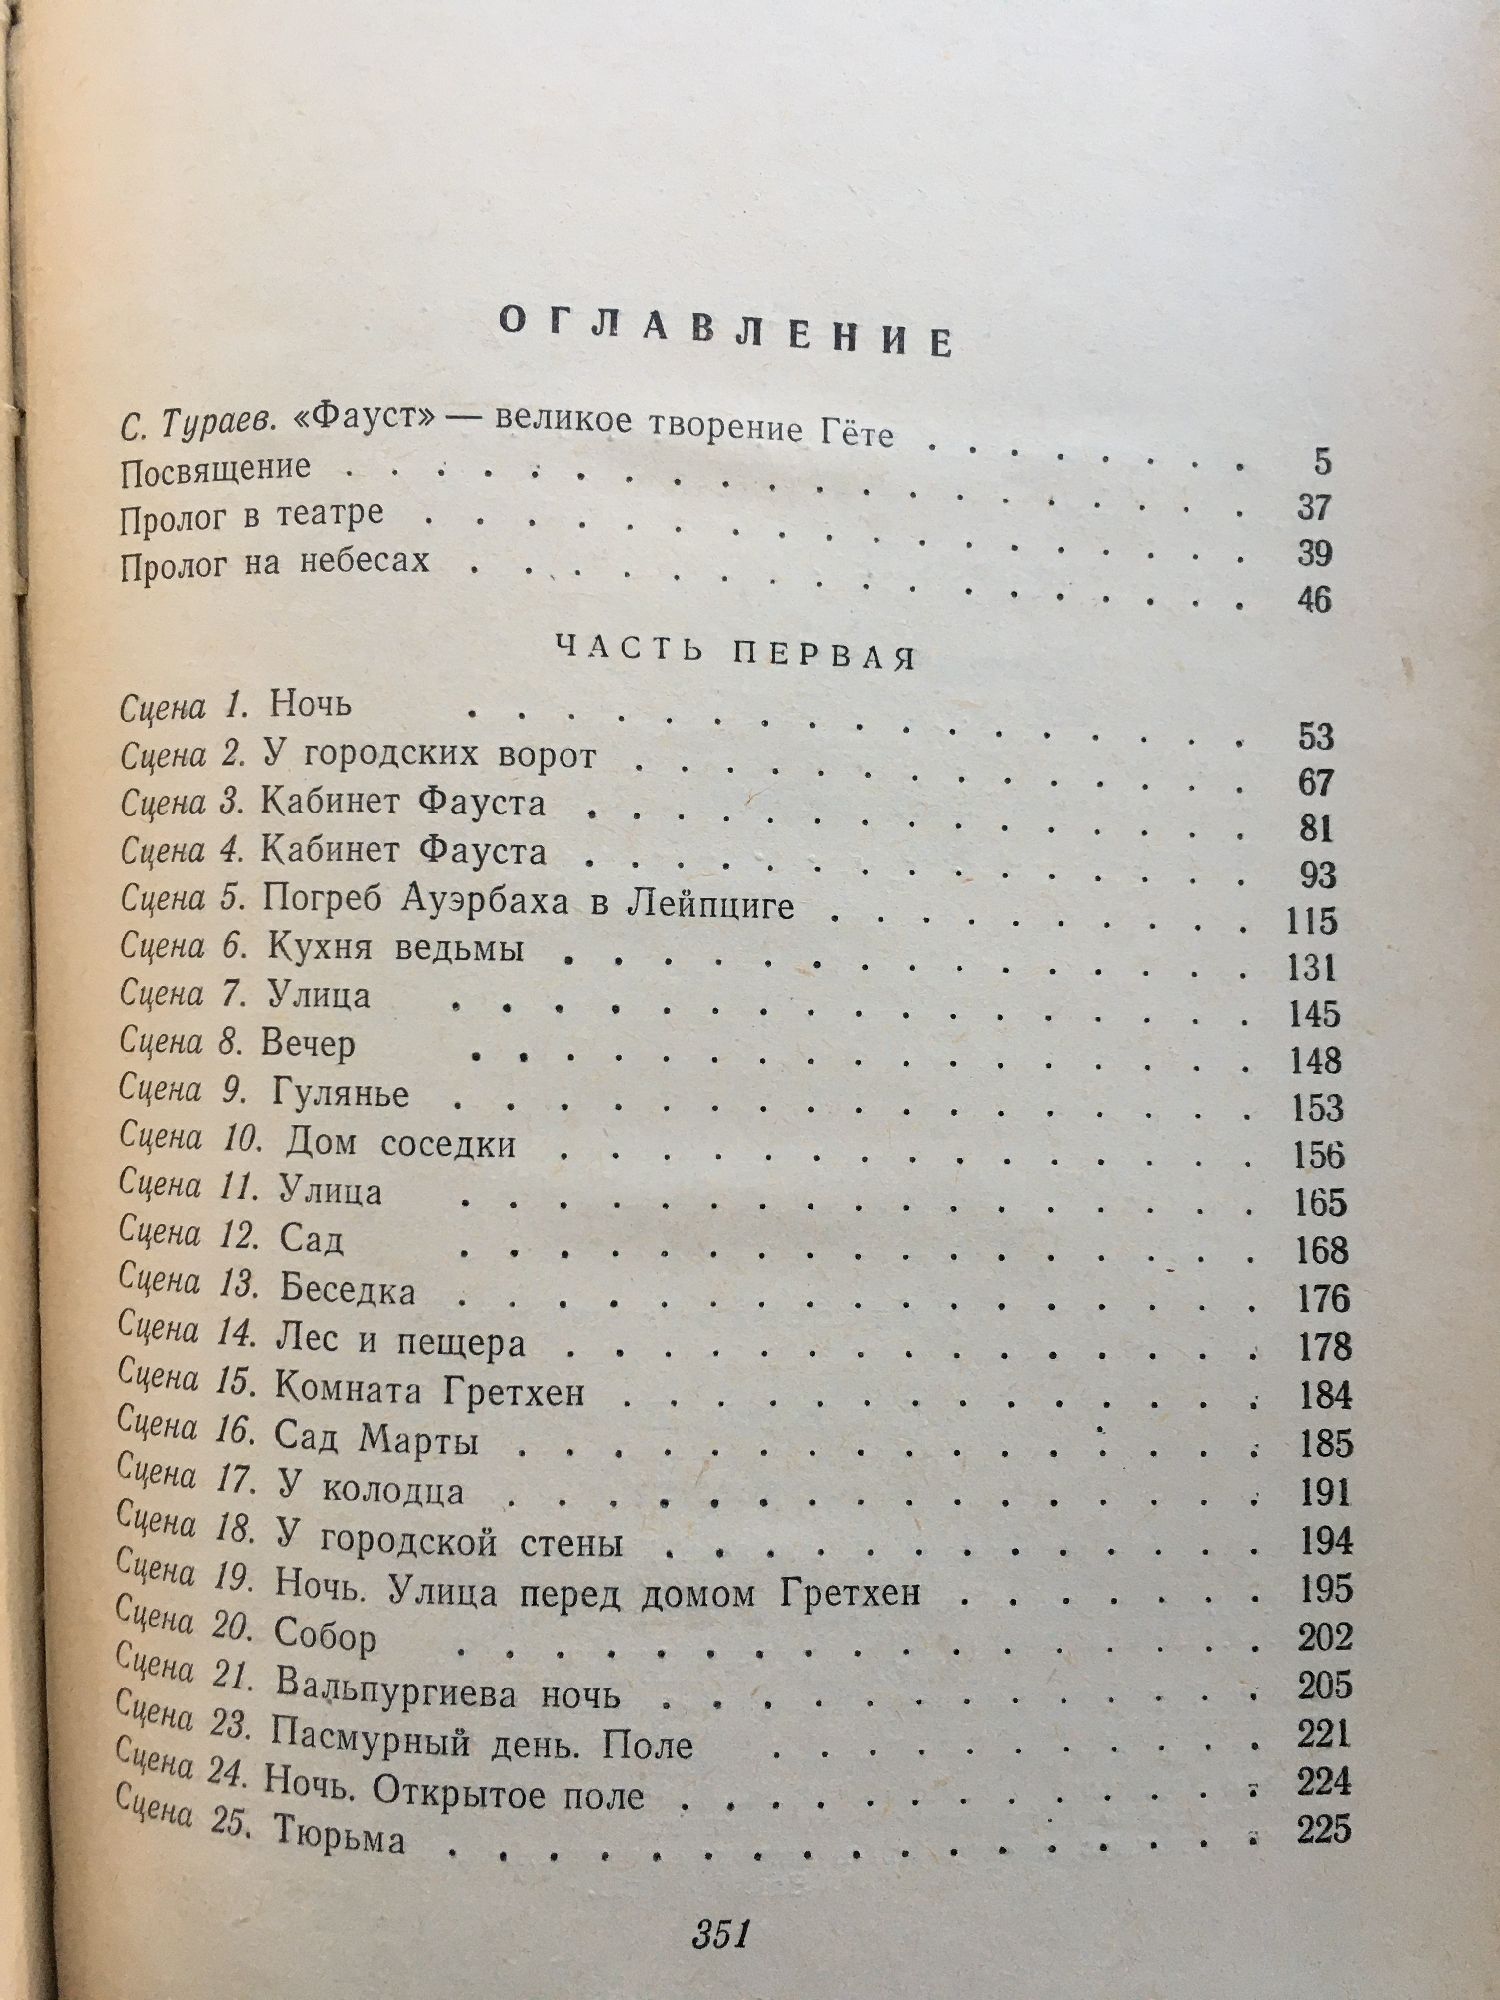 ОГЛАВЛЕНИЕ
С. Тураев. «Фауст» — великое творение Гёте . . . . . . . . 5
Посвящение . . . . . . . . . . . . . . . . . . . 37
Пролог в театре . . . . . . . . . . . . . . . . . . 39
Пролог на небесах . . . . . . . . . . . . . . . . . 46
ЧАСТЬ ПЕРВАЯ
Сцена 1. Ночь . . . . . . . . . . . . . . . . . 53
Сцена 2. У городских ворот . . . . . . . . . . . . . . 67
Сцена 3. Кабинет Фауста . . . . . . . . . . . . . . . 81
Сцена 4. Кабинет Фауста . . . . . . . . . . . . . . . 93
Сцена 5. Погреб Ауэрбаха в Лейпциге . . . . . . . . . . 115
Сцена 6. Кухня ведьмы . . . . . . . . . . . . . . . 131
Сцена 7. Улица . . . . . . . . . . . . . . . . . 145
Сцена 8. Вечер . . . . . . . . . . . . . . . . . 148
Сцена 9. Гулянье . . . . . . . . . . . . . . . . . 153
Сцена 10. Дом соседки . . . . . . . . . . . . . . . 156
Сцена 11. Улица . . . . . . . . . . . . . . . . . 165
Сцена 12. Сад . . . . . . . . . . . . . . . . . 168
Сцена 13. Беседка . . . . . . . . . . . . . . . . . 176
Сцена 14. Лес и пещера . . . . . . . . . . . . . . . 178
Сцена 15. Комната Гретхен . . . . . . . . . . . . . . 184
Сцена 16. Сад Марты . . . . . . . . . . . . . . . . 185
Сцена 17. У колодца . . . . . . . . . . . . . . . . 191
Сцена 18. У городской стены . . . . . . . . . . . . . 194
Сцена 19. Ночь. Улица перед домом Гретхен . . . . . . . 195
Сцена 20. Собор . . . . . . . . . . . . . . . . . 202
Сцена 21. Вальпургиева ночь . . . . . . . . . . . . . 205
Сцена 23. Пасмурный день. Поле . . . . . . . . . . . 221
Сцена 24. Ночь. Открытое поле . . . . . . . . . . . . . 224
Сцена 25. Тюрьма . . . . . . . . . . . . . . . . . 225
351